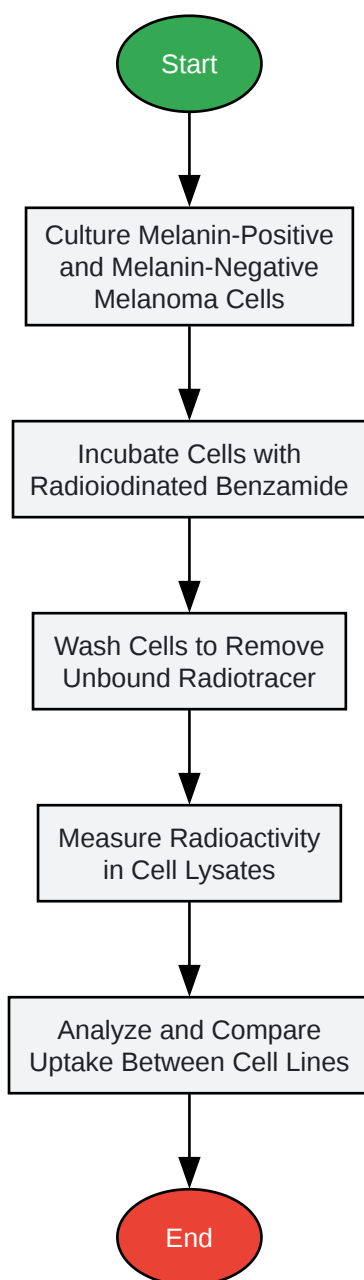 Start
Culture Melanin-Positive
and Melanin-Negative
Melanoma Cells
Incubate Cells with
Radioiodinated Benzamide
Wash Cells to Remove
Unbound Radiotracer
Measure Radioactivity
in Cell Lysates
Analyze and Compare
Uptake Between Cell Lines
End